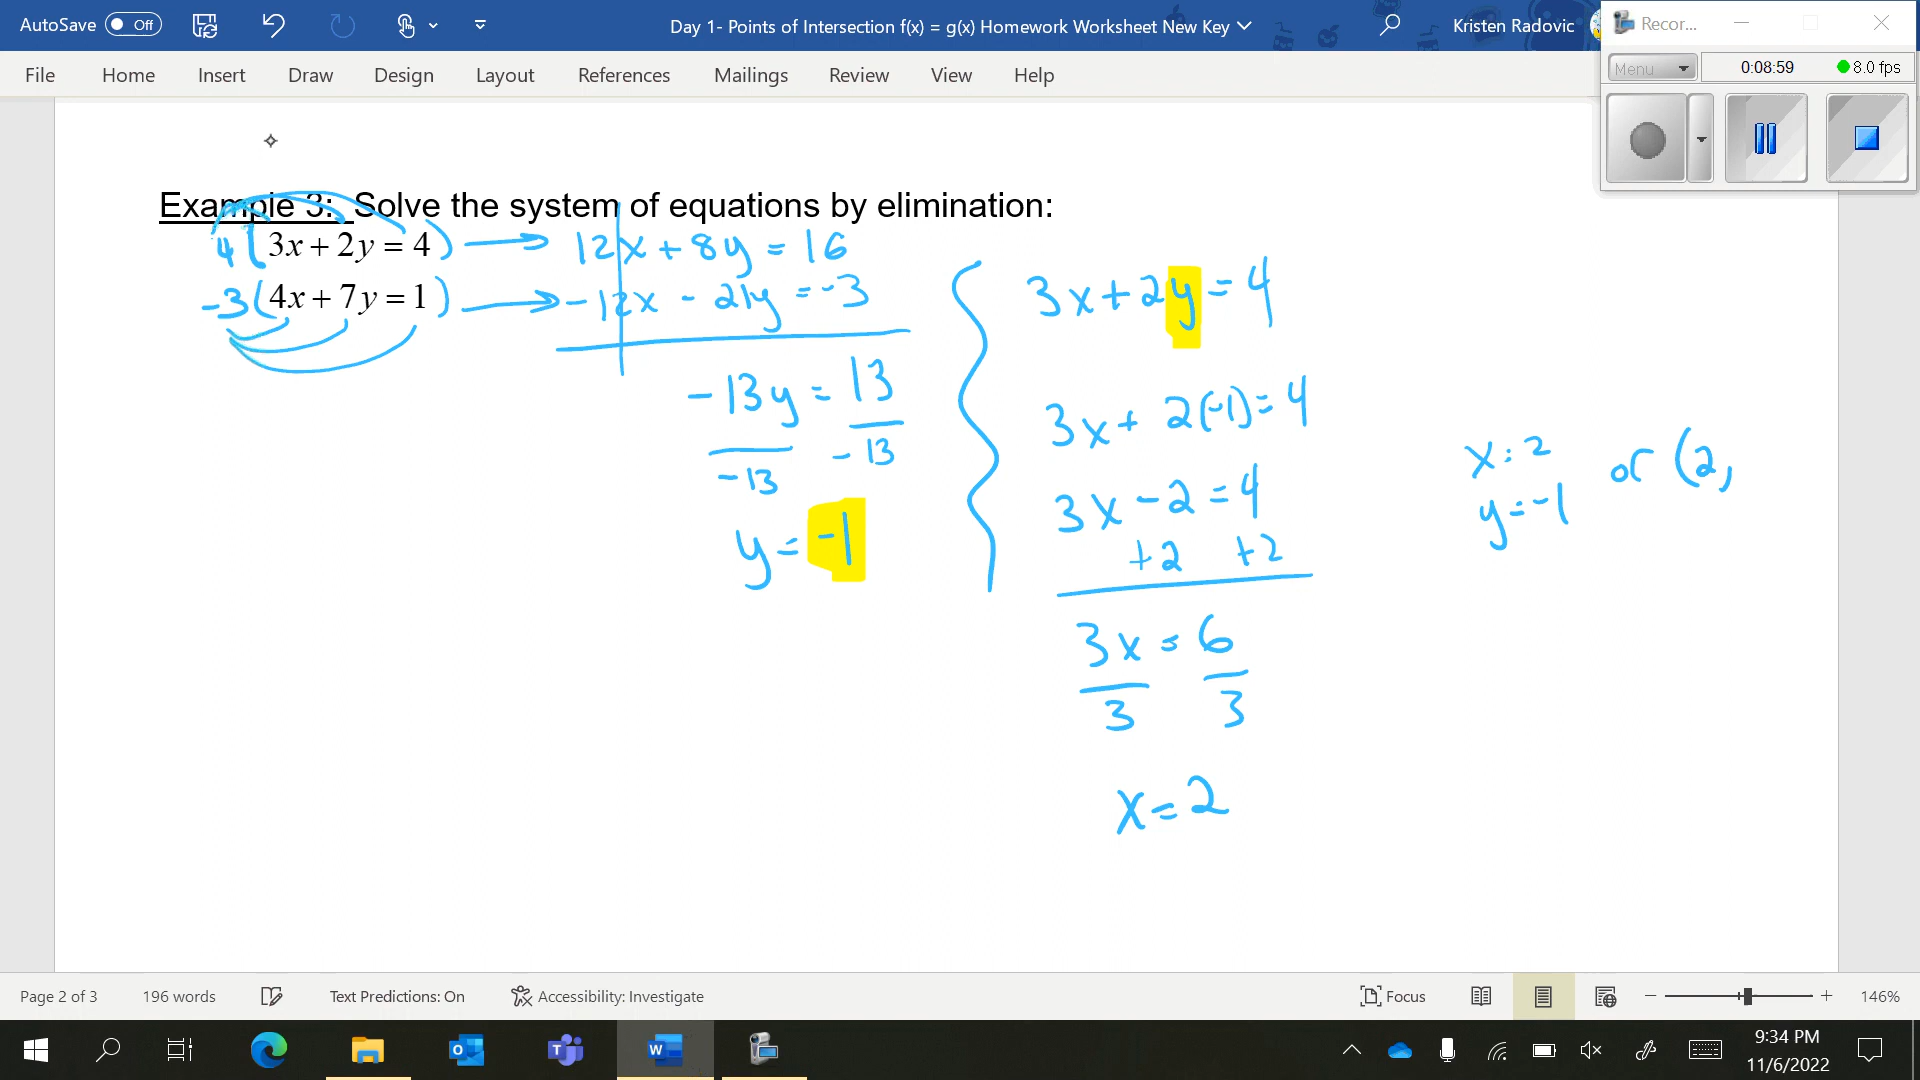 AutoSave Off
Day 1- Points of Intersection f(x) = g(x) Homework Worksheet New Key
Kristen Radovic
Recor...
File Home Insert Draw Design Layout References Mailings Review View Help
Menu 0:08:59 8.0 fps
Example 3: Solve the system of equations by elimination:
4(3x + 2y = 4) → 12x + 8y = 16
-3(4x + 7y = 1) → -12x - 21y = -3
-13y = 13
-13 -13
y = -1
3x + 2y = 4
3x + 2(-1) = 4
3x - 2 = 4
+2 +2
3x = 6
3 3
x = 2
x = 2
y = -1
or (2,
Page 2 of 3 196 words Text Predictions: On Accessibility: Investigate Focus 146%
9:34 PM
11/6/2022